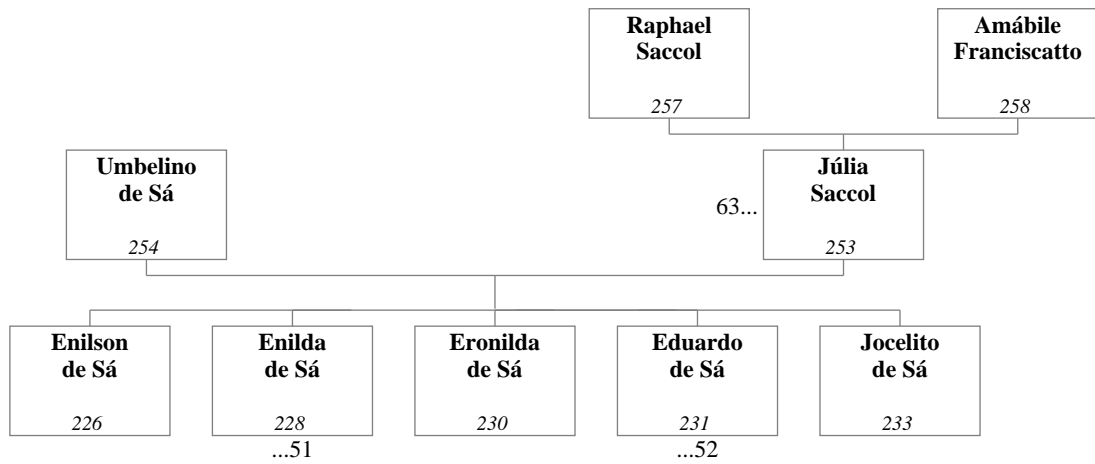 Raphael
Saccol
257
Amábile
Franciscatto
258
Umbelino
de Sá
254
63...
Júlia
Saccol
253
Enilson
de Sá
226
Enilda
de Sá
228
...51
Eronilda
de Sá
230
Eduardo
de Sá
231
...52
Jocelito
de Sá
233